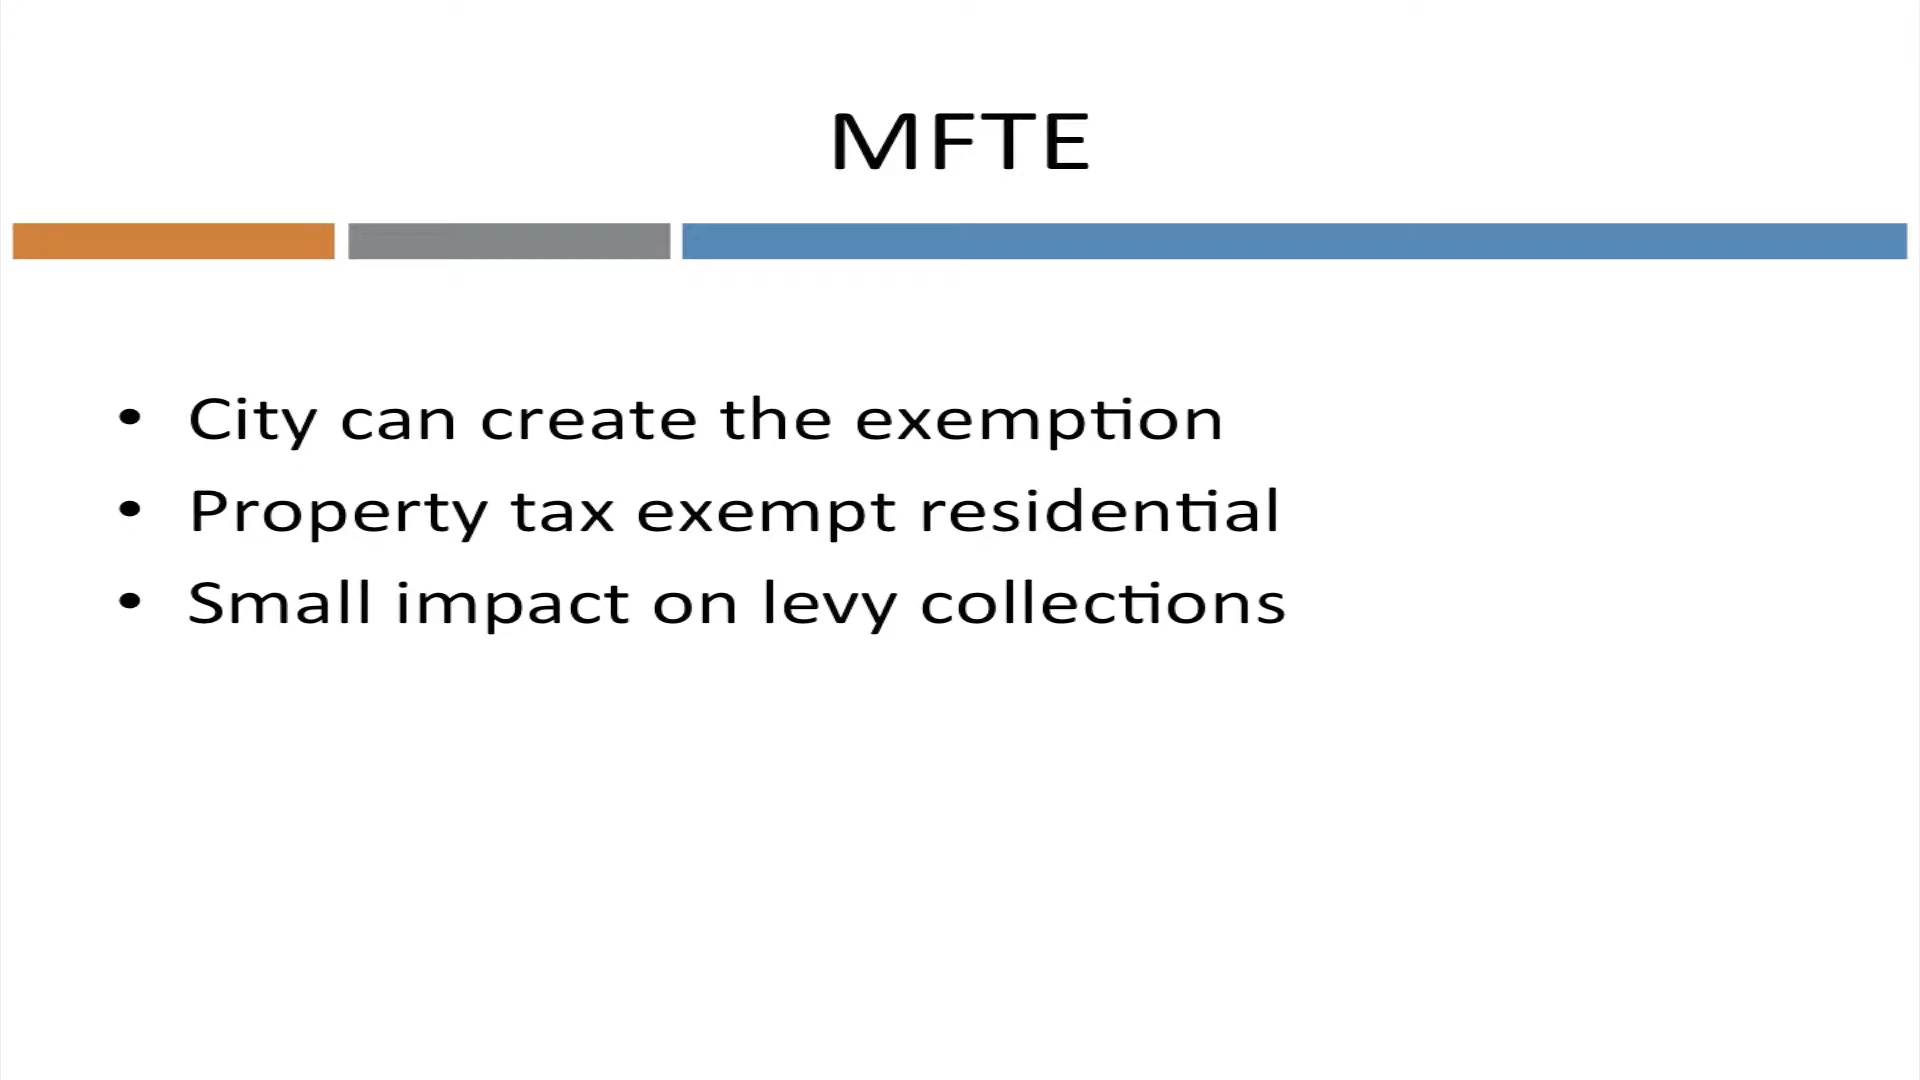 MFTE
• City can create the exemption
• Property tax exempt residential
• Small impact on levy collections